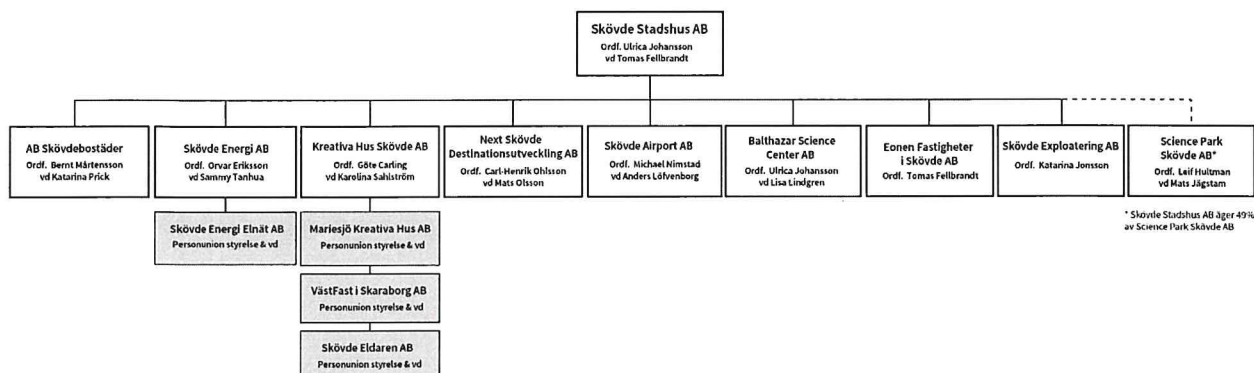 Skövde Stadshus AB
Ordf. Ulrica Johansson
vd Tomas Fellbrandt
AB Skövdebostäder
Ordf. Bernt Mårtensson
vd Katarina Prick
Skövde Energi AB
Ordf. Orvar Eriksson
vd Sammy Tanhua
Kreativa Hus Skövde AB
Ordf. Göte Carling
vd Karolina Sahlström
Next Skövde
Destinationsutveckling AB
Ordf. Carl-Henrik Ohlsson
vd Mats Olsson
Skövde Airport AB
Ordf. Michael Nimstad
vd Anders Löfvenborg
Balthazar Science
Center AB
Ordf. Ulrica Johansson
vd Lisa Lindgren
Eonen Fastigheter
i Skövde AB
Ordf. Tomas Fellbrandt
Skövde Exploatering AB
Ordf. Katarina Jonsson
Science Park
Skövde AB*
Ordf. Leif Hultman
vd Mats Jägstam
* Skövde Stadshus AB äger 49%
av Science Park Skövde AB
Skövde Energi Elnät AB
Personunion styrelse & vd
Mariesjö Kreativa Hus AB
Personunion styrelse & vd
VästFast i Skaraborg AB
Personunion styrelse & vd
Skövde Eldaren AB
Personunion styrelse & vd